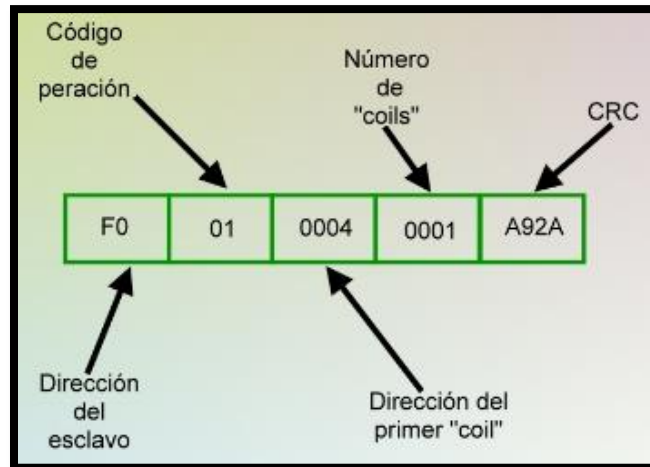 Código
de
peración
Número
de
"coils"
CRC
F0 01 0004 0001 A92A
Dirección
del
esclavo
Dirección del
primer "coil"